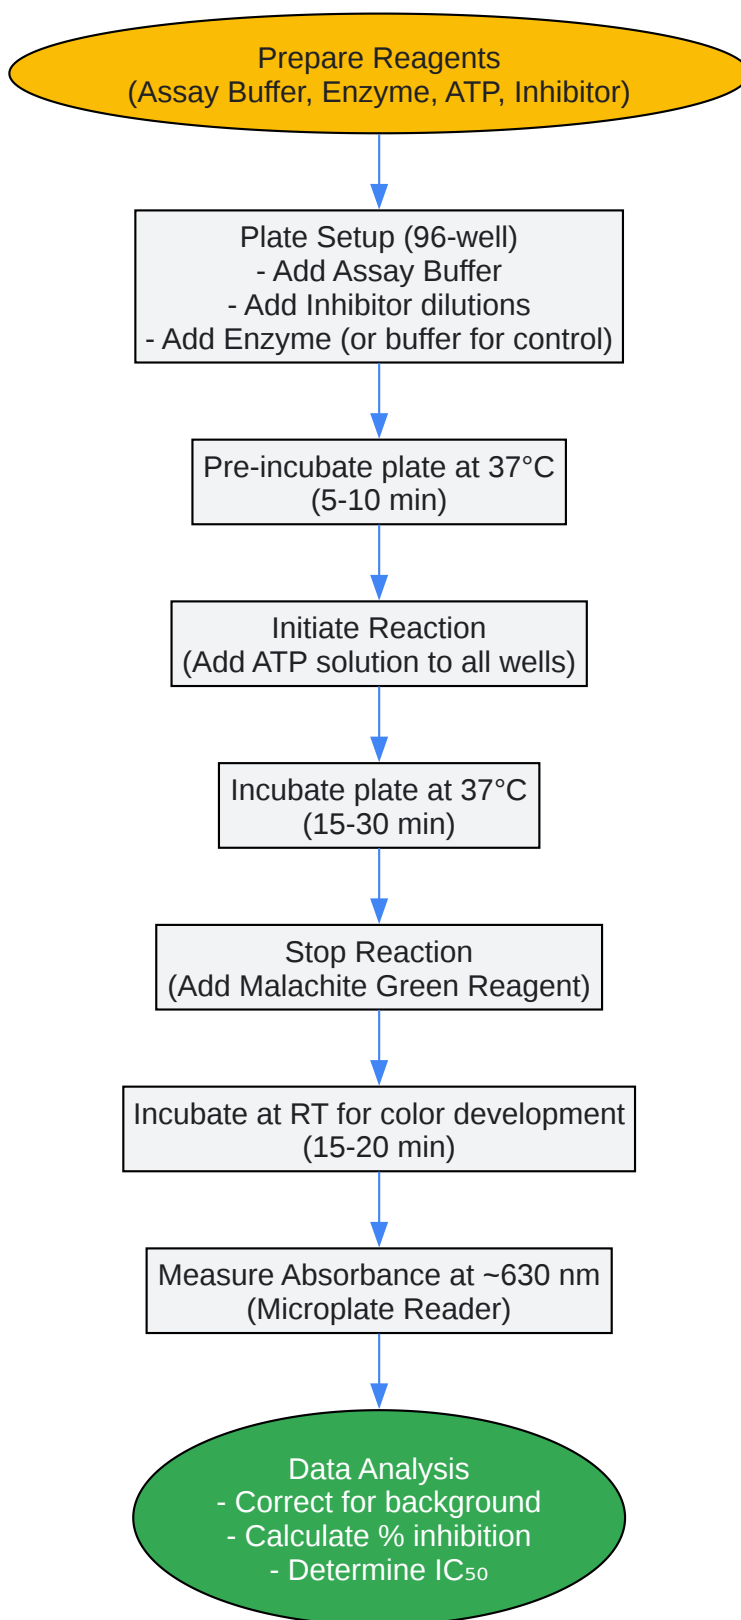 Prepare Reagents
(Assay Buffer, Enzyme, ATP, Inhibitor)
Plate Setup (96-well)
- Add Assay Buffer
- Add Inhibitor dilutions
- Add Enzyme (or buffer for control)
Pre-incubate plate at 37°C
(5-10 min)
Initiate Reaction
(Add ATP solution to all wells)
Incubate plate at 37°C
(15-30 min)
Stop Reaction
(Add Malachite Green Reagent)
Incubate at RT for color development
(15-20 min)
Measure Absorbance at ~630 nm
(Microplate Reader)
Data Analysis
- Correct for background
- Calculate % inhibition
- Determine IC₅₀